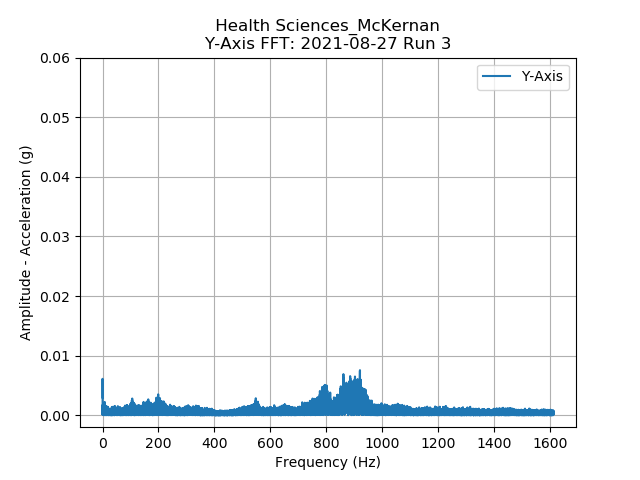 Health Sciences_McKernan
Y-Axis FFT: 2021-08-27 Run 3
Y-Axis
0.06
0.05
0.04
0.03
0.02
0.01
0.00
Amplitude - Acceleration (g)
0 200 400 600 800 1000 1200 1400 1600
Frequency (Hz)